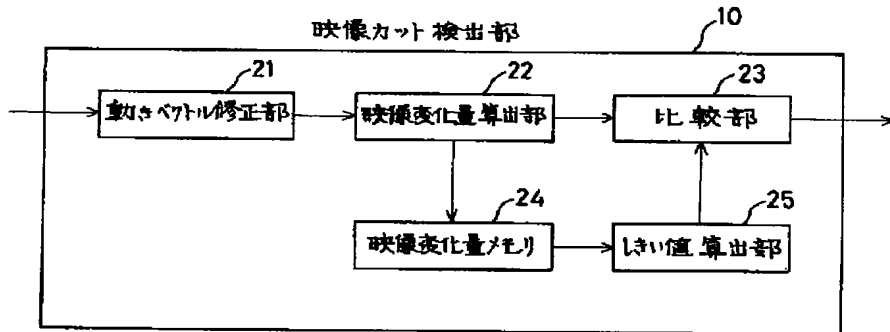 映像カット検出部
10
21
22
23
動きベクトル修正部
映像変化量算出部
比較部
24
25
映像変化量メモリ
しきい値算出部